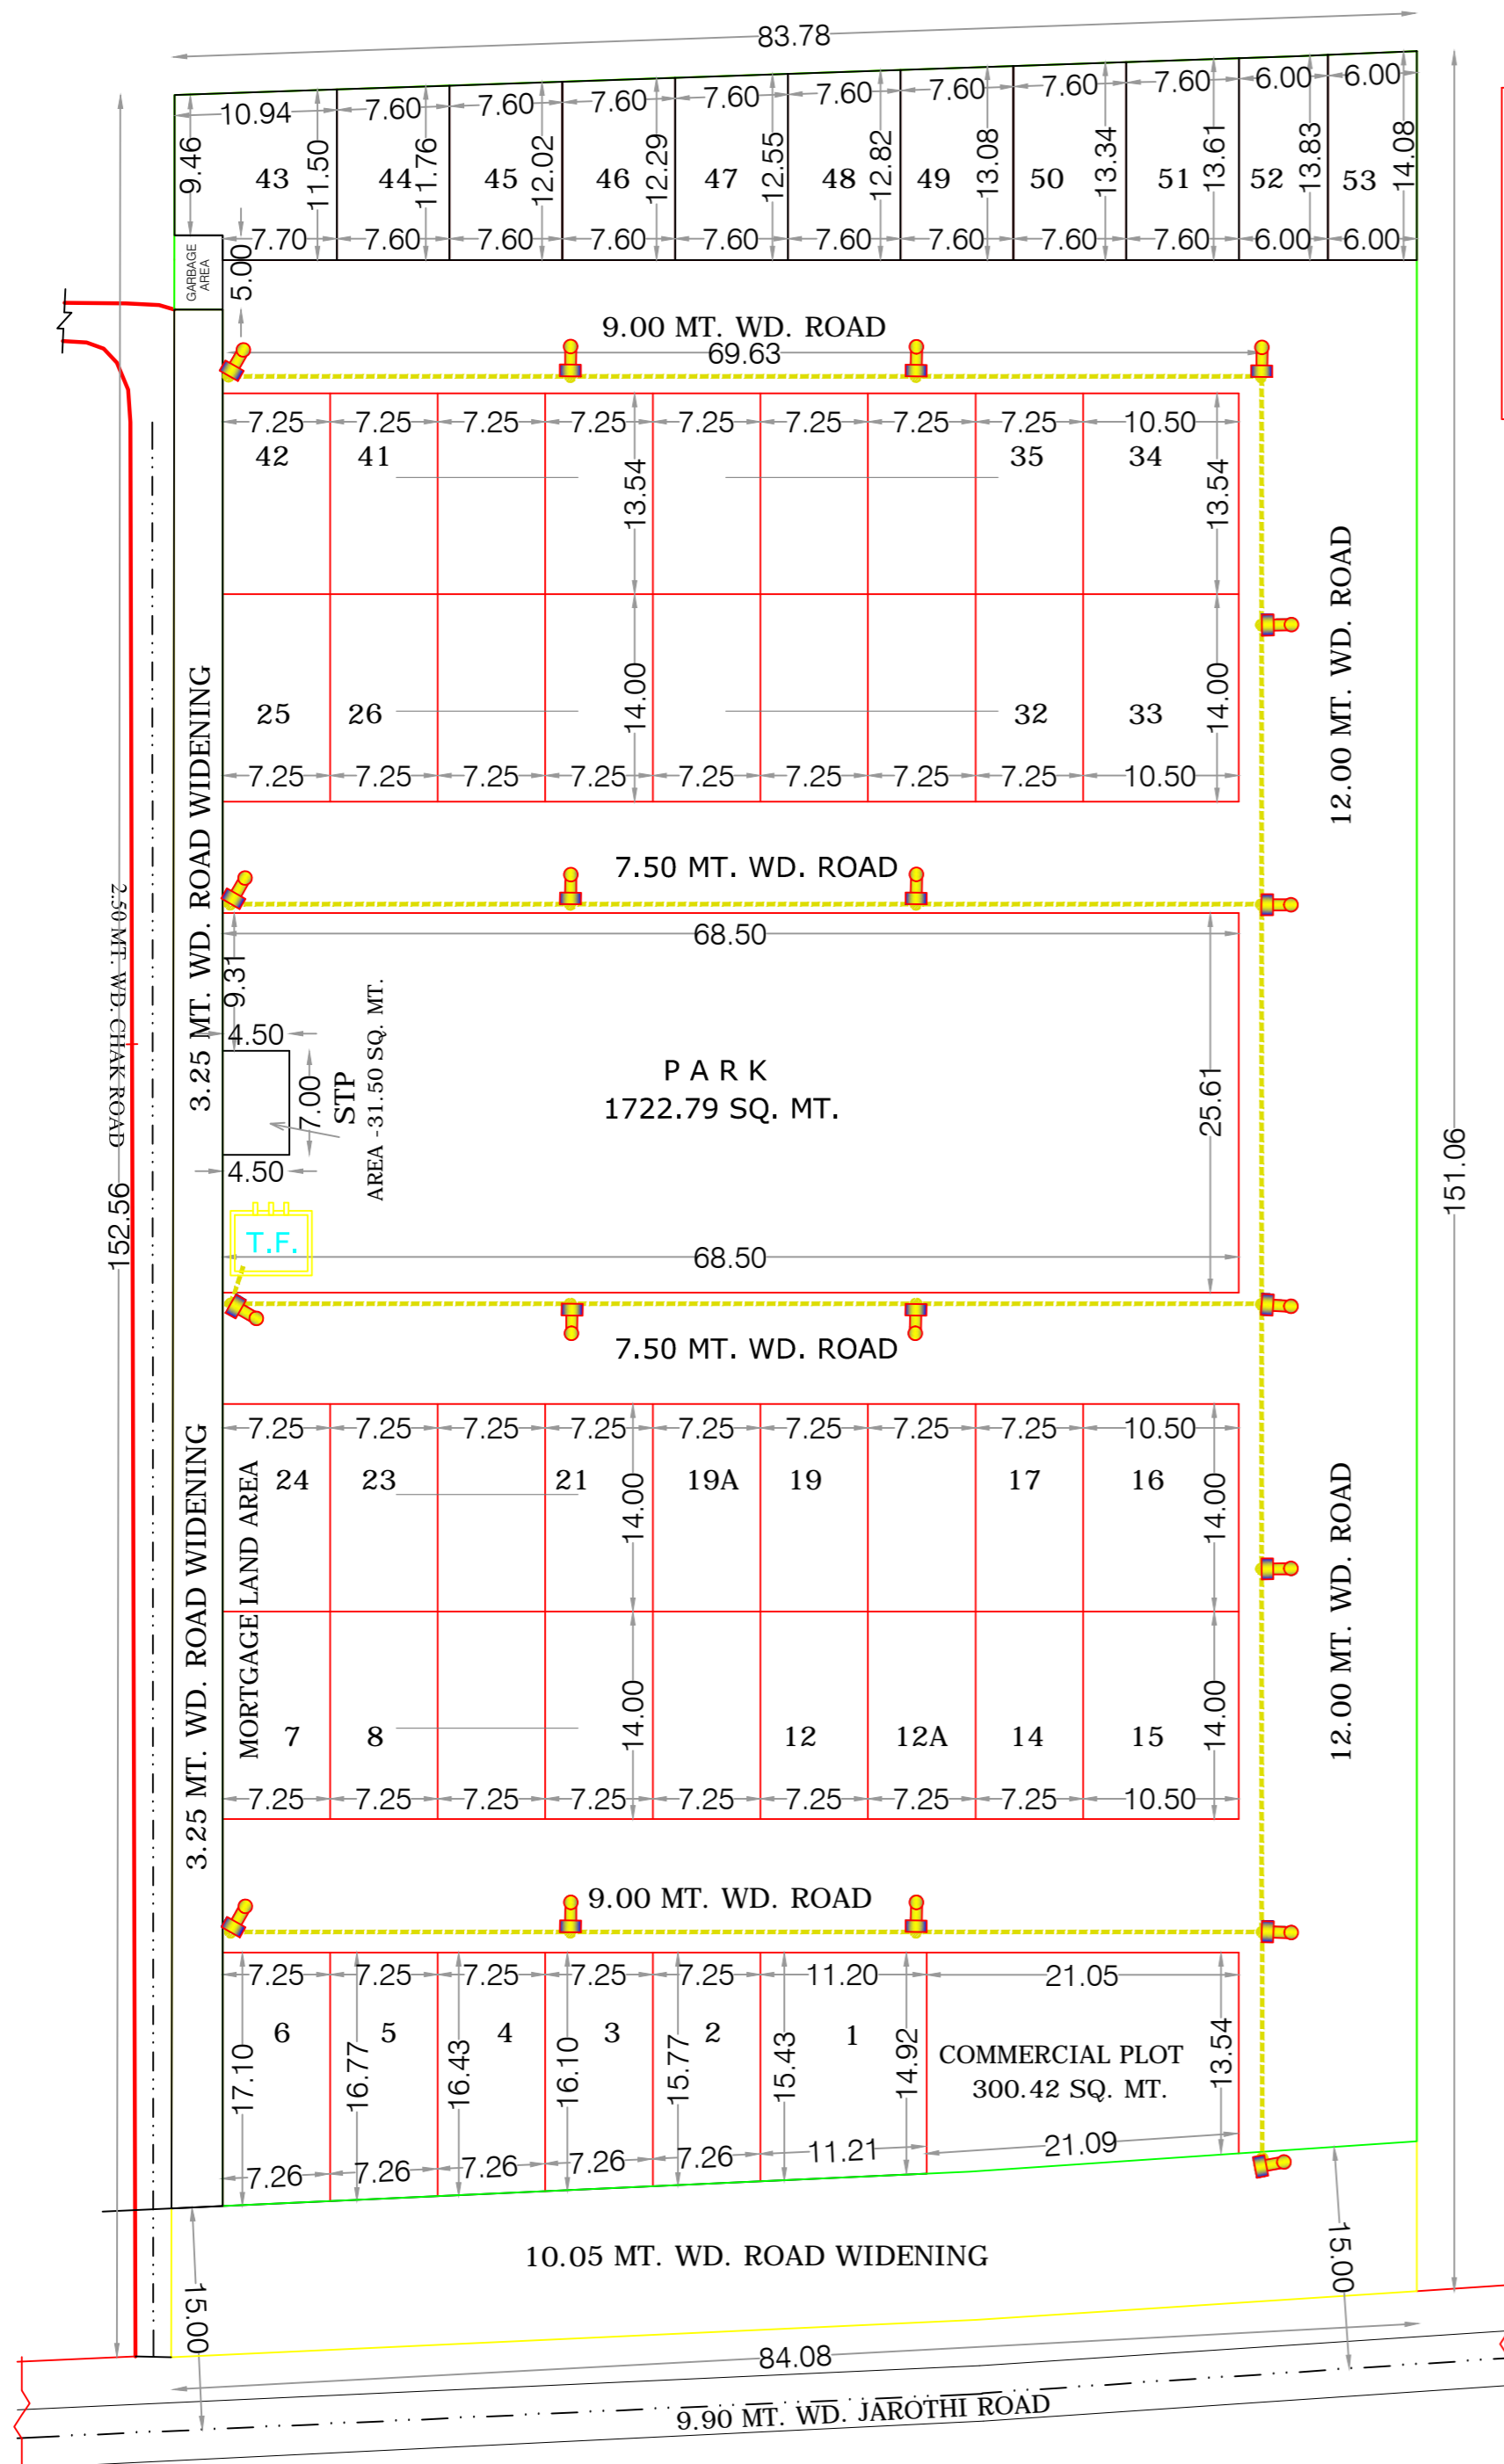 83.78
10.94 7.60 7.60 7.60 7.60 7.60 7.60 7.60 7.60 6.00 6.00
9.46 11.50 11.76 12.02 12.29 12.55 12.82 13.08 13.34 13.61 13.83 14.08
43 44 45 46 47 48 49 50 51 52 53
7.70 7.60 7.60 7.60 7.60 7.60 7.60 7.60 7.60 6.00 6.00
GARBAGE
AREA
5.00
9.00 MT. WD. ROAD
69.63
7.25 7.25 7.25 7.25 7.25 7.25 7.25 7.25 10.50
42 41 35 34
13.54 13.54
14.00 14.00
25 26 32 33
7.25 7.25 7.25 7.25 7.25 7.25 7.25 7.25 10.50
12.00 MT. WD. ROAD
3.25 MT. WD. ROAD WIDENING
2.50 MT. WD. CHAK ROAD
152.56
7.50 MT. WD. ROAD
68.50
9.31
4.50
7.00
STP
AREA -31.50 SQ. MT.
4.50
PARK
1722.79 SQ. MT.
25.61
151.06
T.F.
68.50
7.50 MT. WD. ROAD
7.25 7.25 7.25 7.25 7.25 7.25 7.25 7.25 10.50
24 23 21 19A 19 17 16
14.00 14.00
MORTGAGE LAND AREA
3.25 MT. WD. ROAD WIDENING
12.00 MT. WD. ROAD
14.00 14.00
7 8 12 12A 14 15
7.25 7.25 7.25 7.25 7.25 7.25 7.25 7.25 10.50
9.00 MT. WD. ROAD
7.25 7.25 7.25 7.25 7.25 11.20 21.05
6 5 4 3 2 1
17.10 16.77 16.43 16.10 15.77 15.43 14.92 13.54
COMMERCIAL PLOT
300.42 SQ. MT.
7.26 7.26 7.26 7.26 7.26 11.21 21.09
10.05 MT. WD. ROAD WIDENING
15.00 15.00
84.08
9.90 MT. WD. JAROTHI ROAD